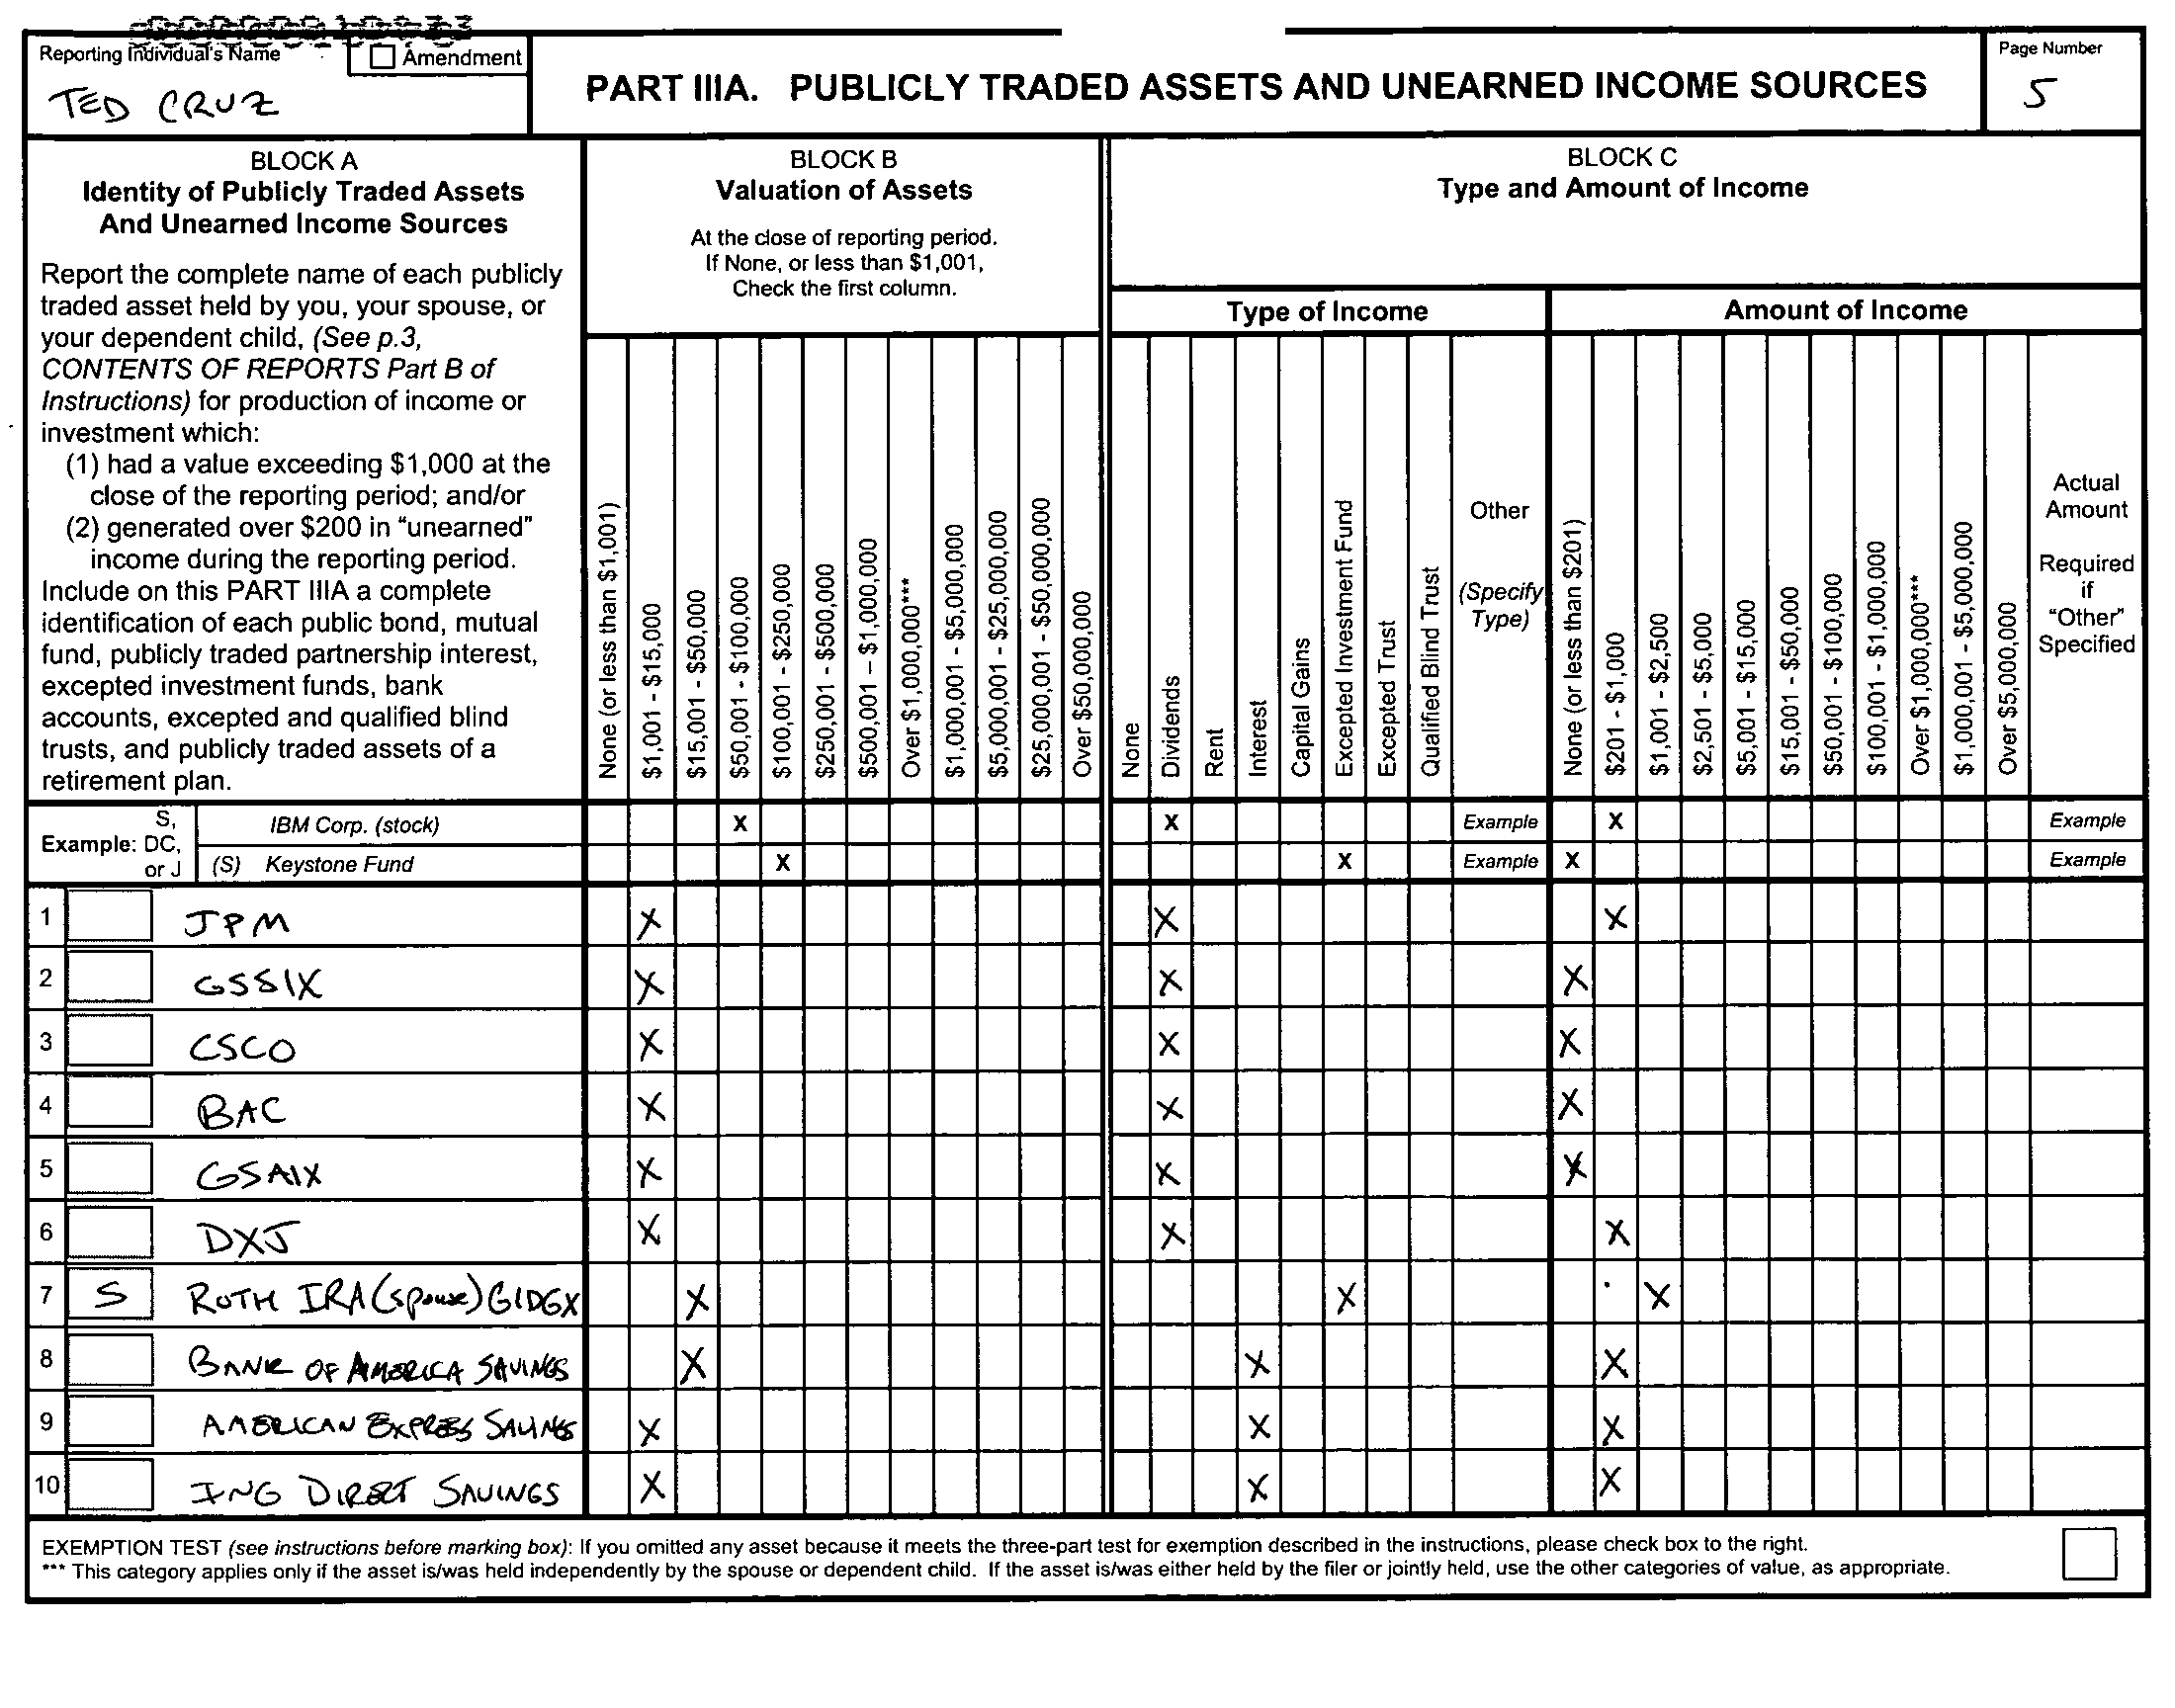 Reporting Individual's Name
Amendment
TED CRUZ
PART IIIA. PUBLICLY TRADED ASSETS AND UNEARNED INCOME SOURCES
Page Number
5
BLOCK A
Identity of Publicly Traded Assets
And Unearned Income Sources
Report the complete name of each publicly
traded asset held by you, your spouse, or
your dependent child, (See p.3,
CONTENTS OF REPORTS Part B of
Instructions) for production of income or
investment which:
(1) had a value exceeding $1,000 at the
close of the reporting period; and/or
(2) generated over $200 in "unearned"
income during the reporting period.
Include on this PART IIIA a complete
identification of each public bond, mutual
fund, publicly traded partnership interest,
excepted investment funds, bank
accounts, excepted and qualified blind
trusts, and publicly traded assets of a
retirement plan.
BLOCK B
Valuation of Assets
At the close of reporting period.
If None, or less than $1,001,
Check the first column.
None (or less than $1,001)
$1,001 - $15,000
$15,001 - $50,000
$50,001 - $100,000
$100,001 - $250,000
$250,001 - $500,000
$500,001 – $1,000,000
Over $1,000,000***
$1,000,001 - $5,000,000
$5,000,001 - $25,000,000
$25,000,001 - $50,000,000
Over $50,000,000
BLOCK C
Type and Amount of Income
Type of Income
None
Dividends
Rent
Interest
Capital Gains
Excepted Investment Fund
Excepted Trust
Qualified Blind Trust
Other
(Specify
Type)
Amount of Income
None (or less than $201)
$201 - $1,000
$1,001 - $2,500
$2,501 - $5,000
$5,001 - $15,000
$15,001 - $50,000
$50,001 - $100,000
$100,001 - $1,000,000
Over $1,000,000***
$1,000,001 - $5,000,000
Over $5,000,000
Actual
Amount
Required
if
"Other"
Specified
Example: S,
DC,
or J
IBM Corp. (stock) X X Example X Example
(S) Keystone Fund X X Example X Example
1 JPM X X X
2 GSSIX X X X
3 CSCO X X X
4 BAC X X X
5 GSAIX X X X
6 DXJ X X X
7 S ROTH IRA (spouse) GIDGX X X X
8 BANK OF AMERICA SAVINGS X X X
9 AMERICAN EXPRESS SAVINGS X X X
10 ING DIRECT SAVINGS X X X
EXEMPTION TEST (see instructions before marking box): If you omitted any asset because it meets the three-part test for exemption described in the instructions, please check box to the right.
*** This category applies only if the asset is/was held independently by the spouse or dependent child. If the asset is/was either held by the filer or jointly held, use the other categories of value, as appropriate.